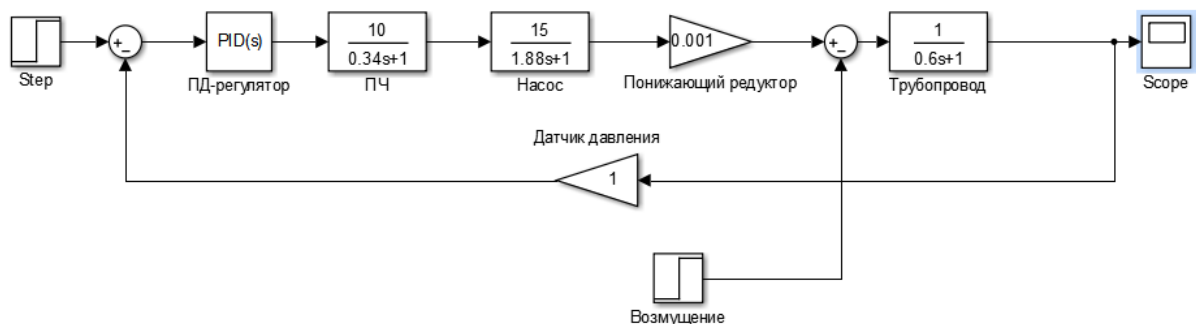 Step
+
-
PID(s)
ПД-регулятор
10
0.34s+1
ПЧ
15
1.88s+1
Насос
0.001
Понижающий редуктор
+
-
1
0.6s+1
Трубопровод
Scope
Датчик давления
1
Возмущение